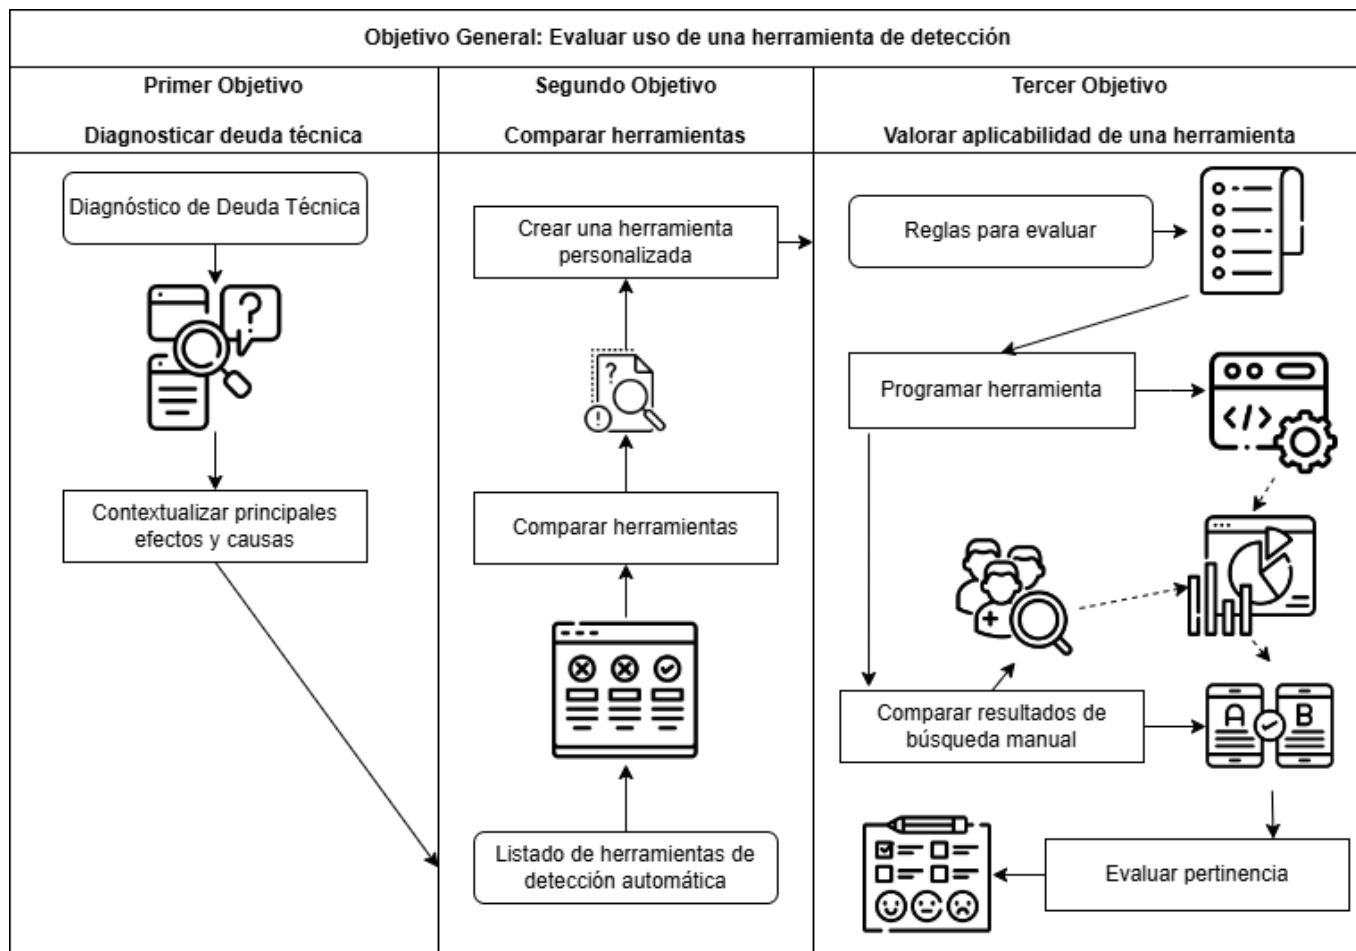 Objetivo General: Evaluar uso de una herramienta de detección
Primer Objetivo
Diagnosticar deuda técnica
Segundo Objetivo
Comparar herramientas
Tercer Objetivo
Valorar aplicabilidad de una herramienta
Diagnóstico de Deuda Técnica
?
Contextualizar principales
efectos y causas
Crear una herramienta
personalizada
?
!
Comparar herramientas
Listado de herramientas de
detección automática
Reglas para evaluar
Programar herramienta
</>
Comparar resultados de
búsqueda manual
A
B
Evaluar pertinencia